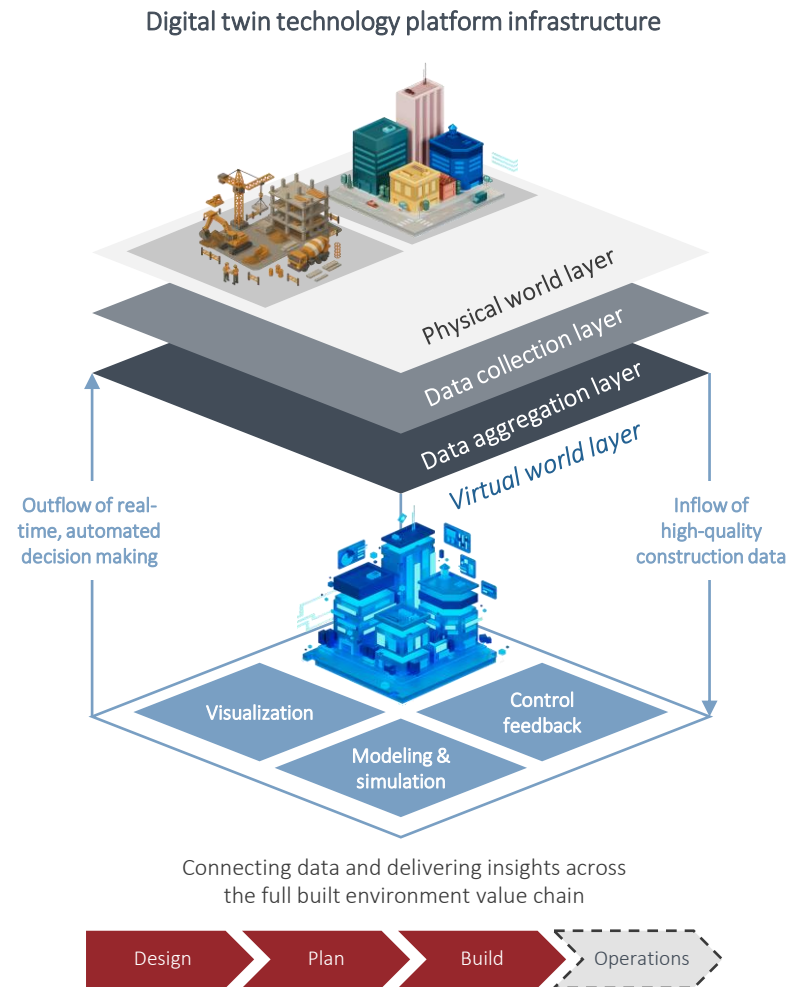 Digital twin technology platform infrastructure
Physical world layer
Data collection layer
Data aggregation layer
Virtual world layer
Outflow of real-
time, automated
decision making
Inflow of
high-quality
construction data
Visualization
Control
feedback
Modeling &
simulation
Connecting data and delivering insights across
the full built environment value chain
Design
Plan
Build
Operations